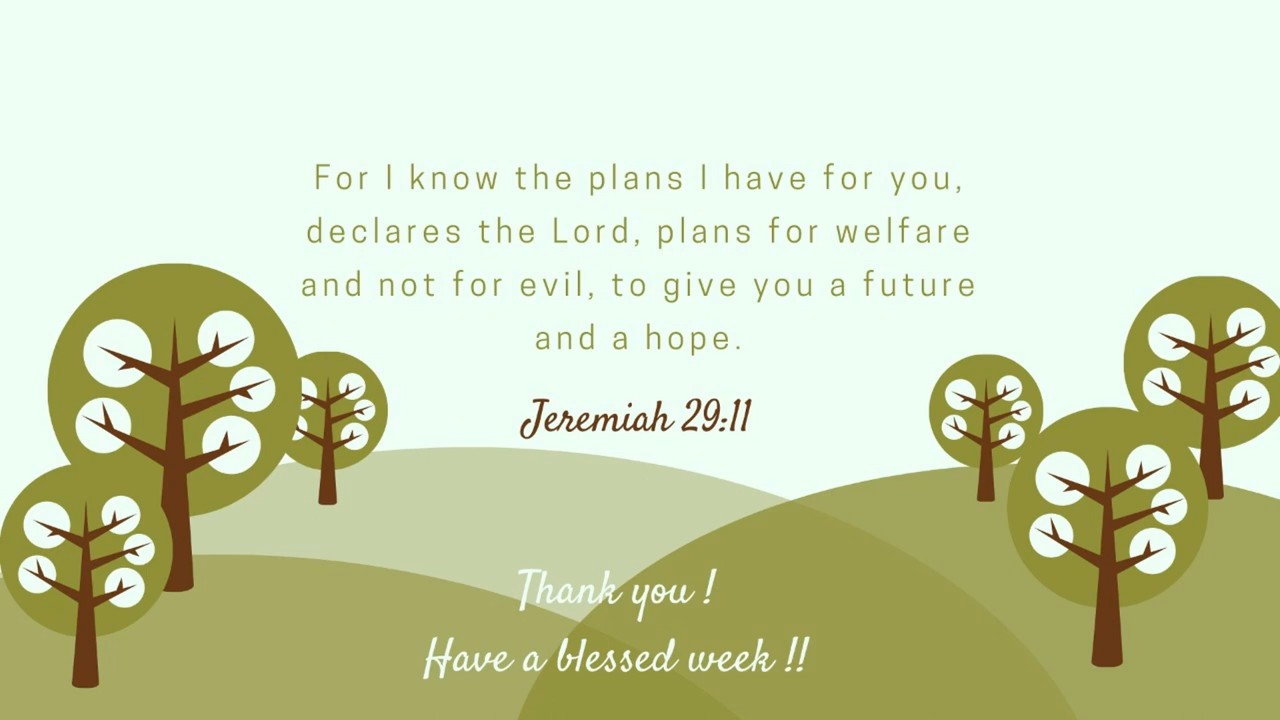 For I know the plans I have for you,
declares the Lord, plans for welfare
and not for evil, to give you a future
and a hope.
Jeremiah 29:11
Thank you !
Have a blessed week !!